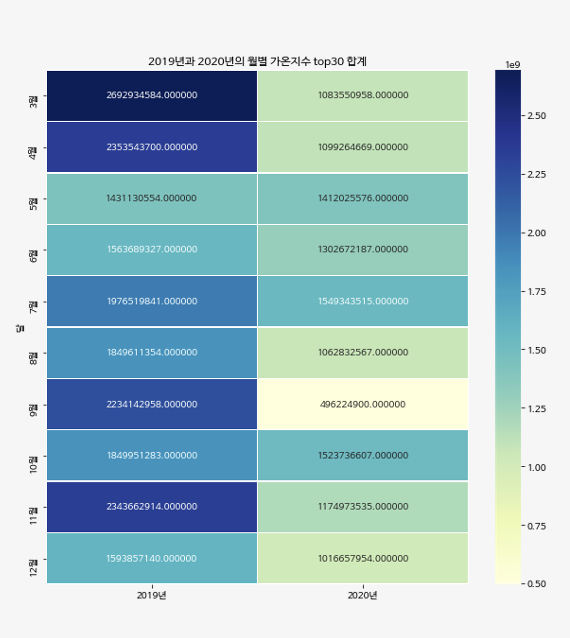 2019년과 2020년의 월별 가온지수 top30 합계
1e9
3월 2692934584.000000 1083550958.000000
4월 2353543700.000000 1099264669.000000
5월 1431130554.000000 1412025576.000000
6월 1563689327.000000 1302672187.000000
7월 1976519841.000000 1549343515.000000
8월 1849611354.000000 1062832567.000000
9월 2234142958.000000 496224900.000000
10월 1849951283.000000 1523736607.000000
11월 2343662914.000000 1174973535.000000
12월 1593857140.000000 1016657954.000000
달
2019년 2020년
2.50
2.25
2.00
1.75
1.50
1.25
1.00
0.75
0.50